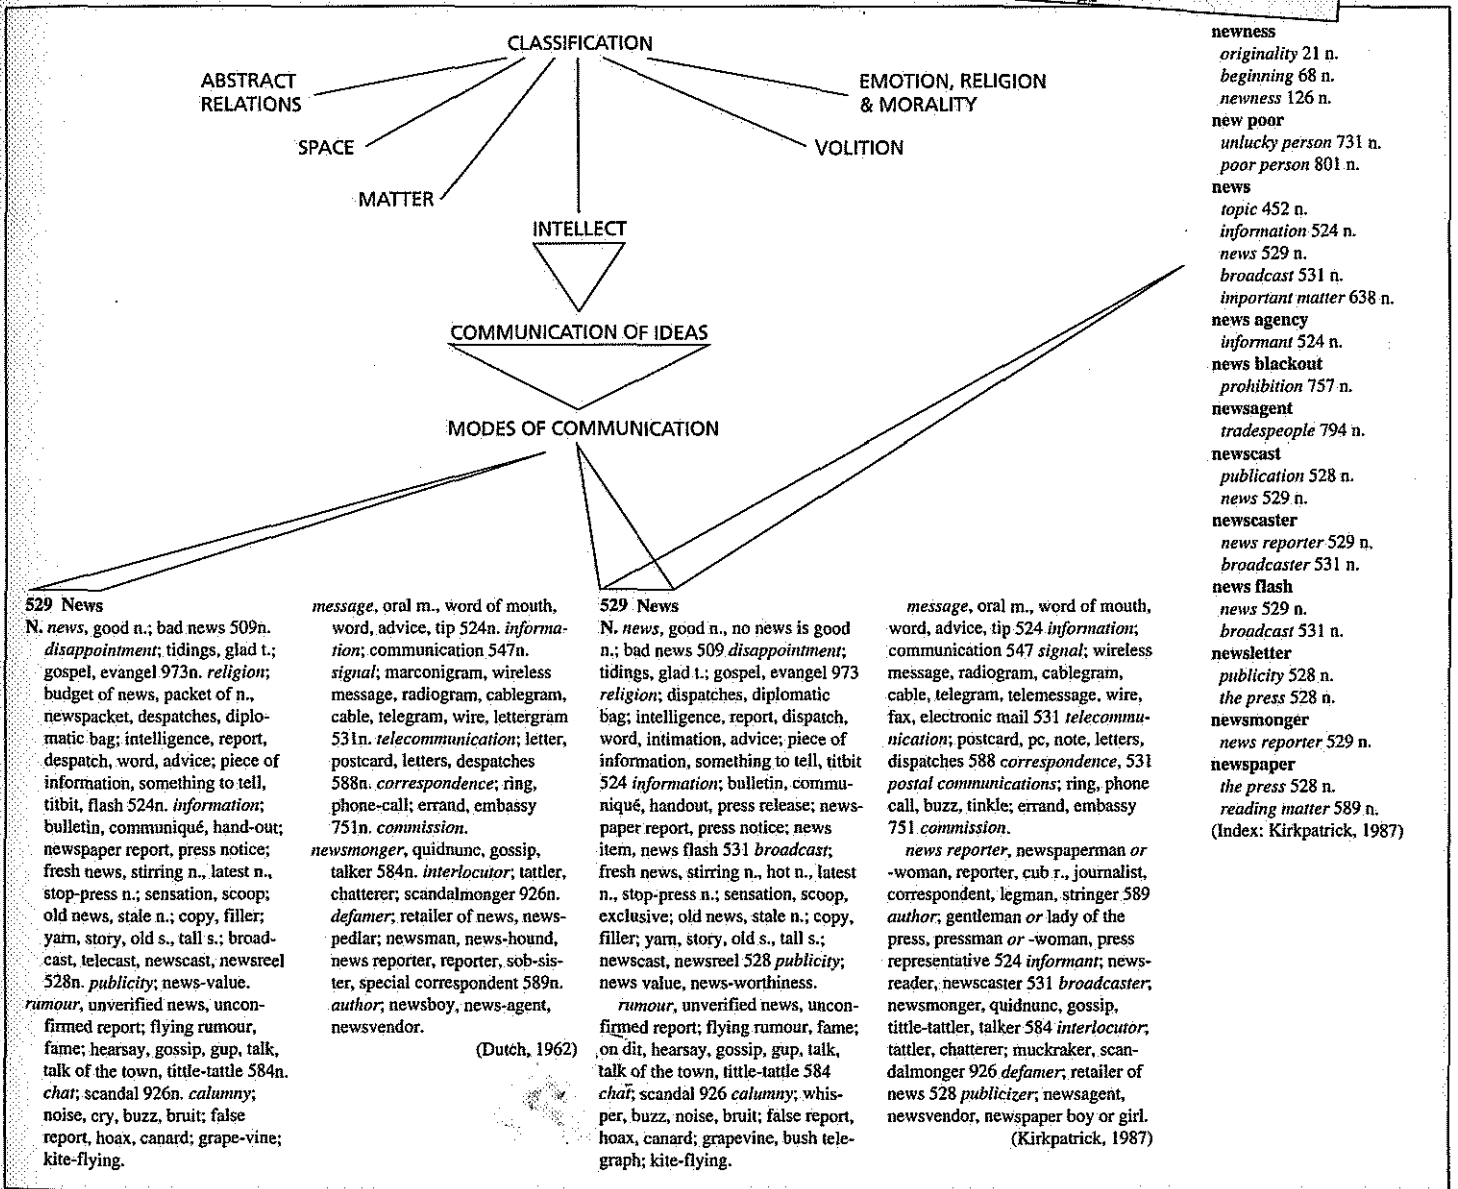 CLASSIFICATION
ABSTRACT
RELATIONS
EMOTION, RELIGION
& MORALITY
SPACE
VOLITION
MATTER
INTELLECT
COMMUNICATION OF IDEAS
MODES OF COMMUNICATION
529 News
N. news, good n.; bad news 509n.
disappointment; tidings, glad t.;
gospel, evangel 973n. religion;
budget of news, packet of n.,
newspacket, despatches, diplo-
matic bag; intelligence, report,
despatch, word, advice; piece of
information, something to tell,
titbit, flash 524n. information;
bulletin, communiqué, hand-out;
newspaper report, press notice;
fresh news, stirring n., latest n.,
stop-press n.; sensation, scoop;
old news, stale n.; copy, filler;
yarn, story, old s., tall s.; broad-
cast, telecast, newscast, newsreel
528n. publicity; news-value.
rumour, unverified news, uncon-
firmed report; flying rumour,
fame; hearsay, gossip, gup, talk,
talk of the town, tittle-tattle 584n.
chat; scandal 926n. calumny;
noise, cry, buzz, bruit; false
report, hoax, canard; grape-vine;
kite-flying.
message, oral m., word of mouth,
word, advice, tip 524n. informa-
tion; communication 547n.
signal; marconigram, wireless
message, radiogram, cablegram,
cable, telegram, wire, lettergram
531n. telecommunication; letter,
postcard, letters, despatches
588n. correspondence; ring,
phone-call; errand, embassy
751n. commission.
newsmonger, quidnunc, gossip,
talker 584n. interlocutor; tattler,
chatterer; scandalmonger 926n.
defamer; retailer of news, news-
pedlar; newsman, news-hound,
news reporter, reporter, sob-sis-
ter, special correspondent 589n.
author; newsboy, news-agent,
newsvendor.
(Dutch, 1962)
529 News
N. news, good n., no news is good
n.; bad news 509 disappointment;
tidings, glad t.; gospel, evangel 973
religion; dispatches, diplomatic
bag; intelligence, report, dispatch,
word, intimation, advice; piece of
information, something to tell, titbit
524 information; bulletin, commu-
niqué, handout, press release; news-
paper report, press notice; news
item, news flash 531 broadcast;
fresh news, stirring n., hot n., latest
n., stop-press n.; sensation, scoop,
exclusive; old news, stale n.; copy,
filler; yarn, story, old s., tall s.;
newscast, newsreel 528 publicity;
news value, news-worthiness.
rumour, unverified news, uncon-
firmed report; flying rumour, fame;
on dit, hearsay, gossip, gup, talk,
talk of the town, tittle-tattle 584
chat; scandal 926 calumny; whis-
per, buzz, noise, bruit; false report,
hoax, canard; grapevine, bush tele-
graph; kite-flying.
message, oral m., word of mouth,
word, advice, tip 524 information;
communication 547 signal; wireless
message, radiogram, cablegram,
cable, telegram, telemessage, wire,
fax, electronic mail 531 telecommu-
nication; postcard, pc, note, letters,
dispatches 588 correspondence, 531
postal communications; ring, phone
call, buzz, tinkle; errand, embassy
751 commission.
news reporter, newspaperman or
-woman, reporter, cub r., journalist,
correspondent, legman, stringer 589
author; gentleman or lady of the
press, pressman or -woman, press
representative 524 informant; news-
reader, newscaster 531 broadcaster;
newsmonger, quidnunc, gossip,
tittle-tattler, talker 584 interlocutor;
tattler, chatterer; muckraker, scan-
dalmonger 926 defamer; retailer of
news 528 publicizer; newsagent,
newsvendor, newspaper boy or girl.
(Kirkpatrick, 1987)
newness
originality 21 n.
beginning 68 n.
newness 126 n.
new poor
unlucky person 731 n.
poor person 801 n.
news
topic 452 n.
information 524 n.
news 529 n.
broadcast 531 n.
important matter 638 n.
news agency
informant 524 n.
news blackout
prohibition 757 n.
newsagent
tradespeople 794 n.
newscast
publication 528 n.
news 529 n.
newscaster
news reporter 529 n.
broadcaster 531 n.
news flash
news 529 n.
broadcast 531 n.
newsletter
publicity 528 n.
the press 528 n.
newsmonger
news reporter 529 n.
newspaper
the press 528 n.
reading matter 589 n.
(Index: Kirkpatrick, 1987)